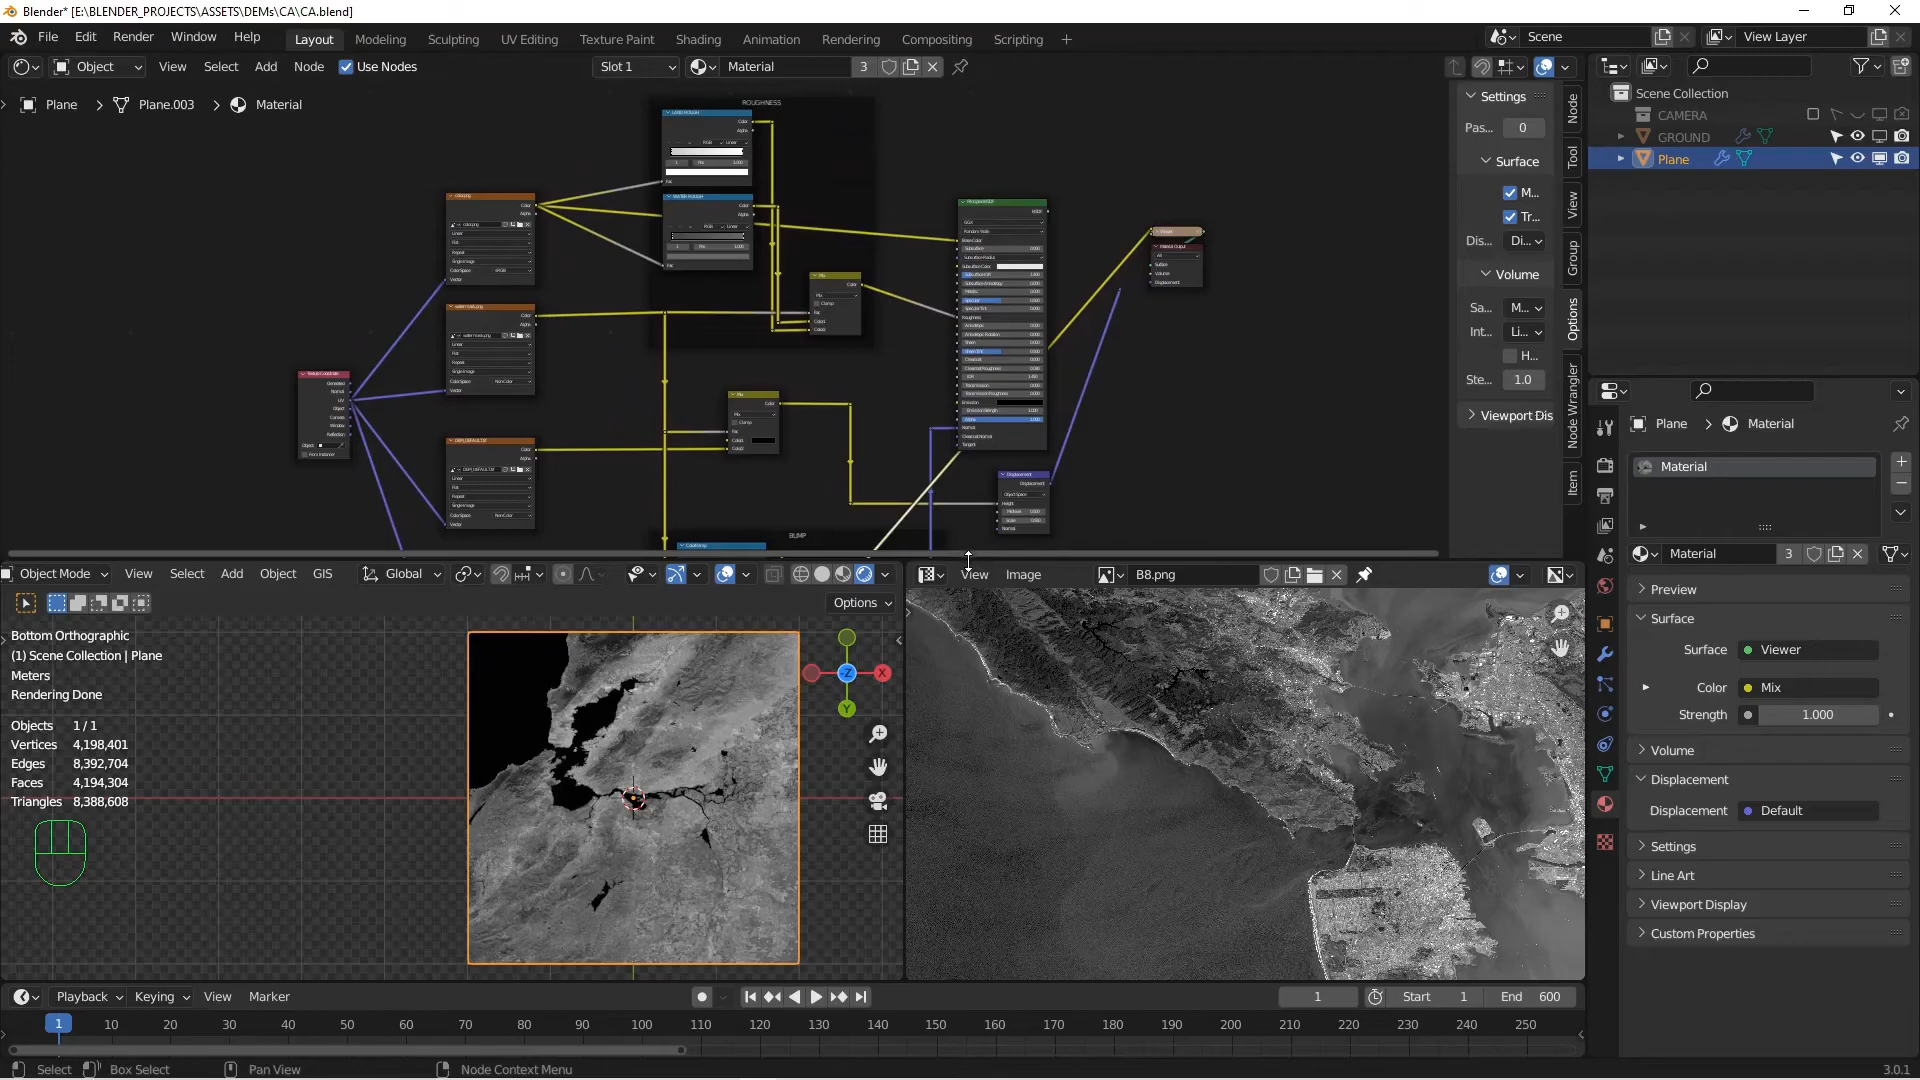 Blender* [E:\BLENDER_PROJECTS\ASSETS\DEMs\CA\CA.blend]
File Edit Render Window Help Layout Modeling Sculpting UV Editing Texture Paint Shading Animation Rendering Compositing Scripting + Scene View Layer
Object View Select Add Node Use Nodes Slot 1 Material 3
Plane > Plane.003 > Material
Scene Collection
CAMERA
GROUND
Plane
Settings
Pas... 0
Surface
M...
Tr...
Dis... Di...
Volume
Sa... M...
Int... Li...
H...
Ste... 1.0
Viewport Dis
Node
Tool
View
Group
Options
Node Wrangler
Item
ROUGHNESS
LAND ROUGH
WATER ROUGH
Mix
Displacement
BUMP
Object Mode View Select Add Object GIS Global
Options
Bottom Orthographic
(1) Scene Collection | Plane
Meters
Rendering Done
Objects 1 / 1
Vertices 4,198,401
Edges 8,392,704
Faces 4,194,304
Triangles 8,388,608
X
-Z
Y
View Image B8.png
Plane > Material
Material
Material 3
Preview
Surface
Surface Viewer
Color Mix
Strength 1.000
Volume
Displacement
Displacement Default
Settings
Line Art
Viewport Display
Custom Properties
Playback Keying View Marker 1 Start 1 End 600
1 10 20 30 40 50 60 70 80 90 100 110 120 130 140 150 160 170 180 190 200 210 220 230 240 250
Select Box Select Pan View Node Context Menu 3.0.1